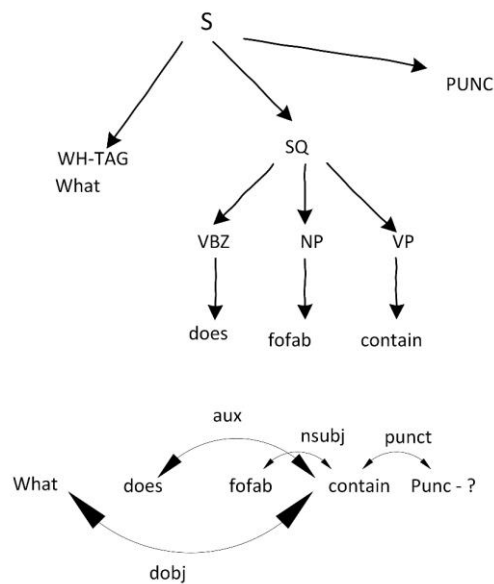 S
PUNC
WH-TAG
What
SQ
VBZ NP VP
does fofab contain
aux
nsubj punct
What does fofab contain Punc - ?
dobj